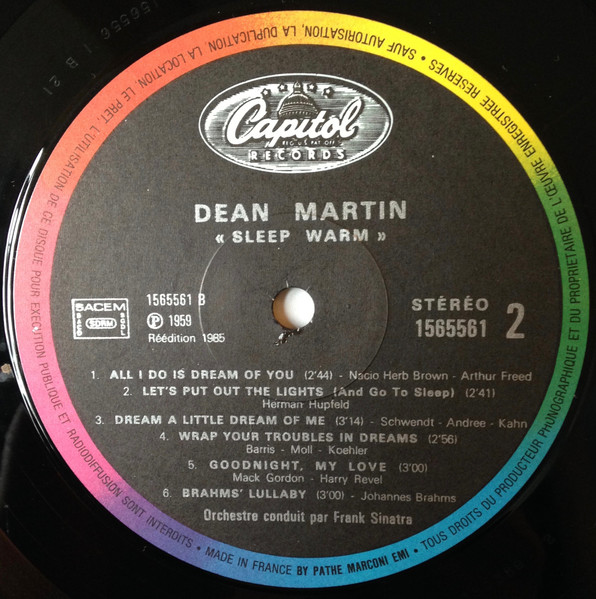 Capitol
REG. U.S. PAT. OFF.
RECORDS
DEAN MARTIN
« SLEEP WARM »
SACEM
SACD
SDRM
SGDL
1565561 B
℗ 1959
Réédition 1985
STÉRÉO
1565561 2
1. ALL I DO IS DREAM OF YOU (2'44) - Nacio Herb Brown - Arthur Freed
2. LET'S PUT OUT THE LIGHTS (And Go To Sleep) (2'41)
Herman Hupfeld
3. DREAM A LITTLE DREAM OF ME (3'14) - Schwendt - Andree - Kahn
4. WRAP YOUR TROUBLES IN DREAMS (2'56)
Barris - Moll - Koehler
5. GOODNIGHT, MY LOVE (3'00)
Mack Gordon - Harry Revel
6. BRAHMS' LULLABY (3'00) - Johannes Brahms
Orchestre conduit par Frank Sinatra
• MADE IN FRANCE BY PATHE MARCONI EMI • TOUS DROITS DU PRODUCTEUR PHONOGRAPHIQUE ET DU PROPRIETAIRE DE L'ŒUVRE ENREGISTREE RESERVES • SAUF AUTORISATION, LA DUPLICATION, LA LOCATION, LE PRET, L'UTILISATION DE CE DISQUE POUR EXECUTION PUBLIQUE ET RADIODIFFUSION SONT INTERDITS